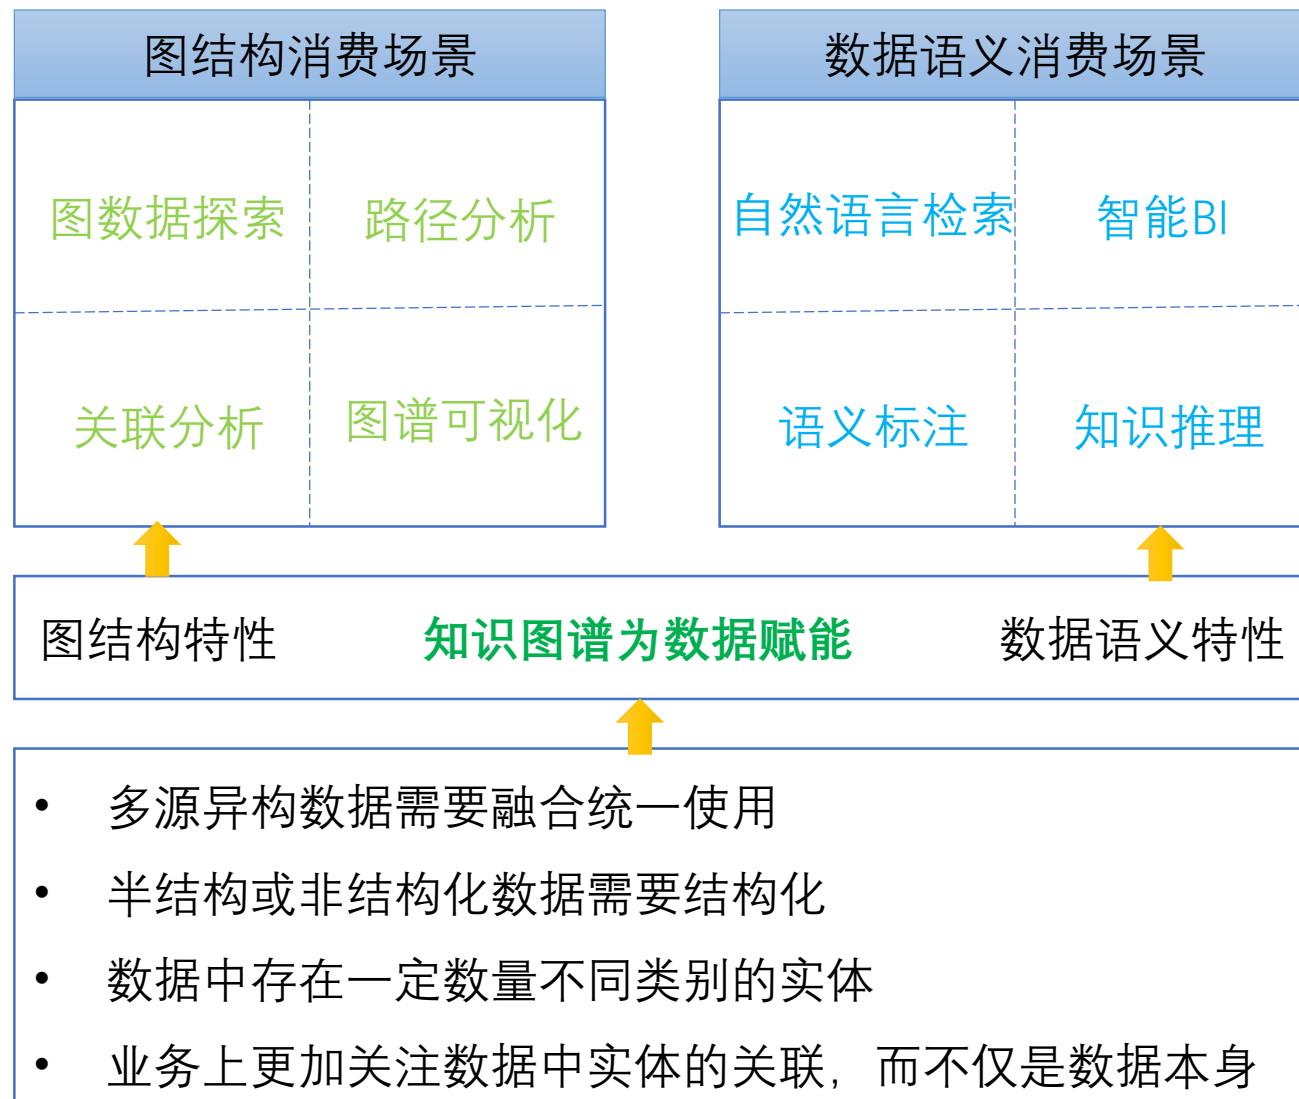 图结构消费场景
数据语义消费场景
图数据探索
路径分析
关联分析
图谱可视化
自然语言检索
智能BI
语义标注
知识推理
图结构特性
知识图谱为数据赋能
数据语义特性
• 多源异构数据需要融合统一使用
• 半结构或非结构化数据需要结构化
• 数据中存在一定数量不同类别的实体
• 业务上更加关注数据中实体的关联，而不仅是数据本身